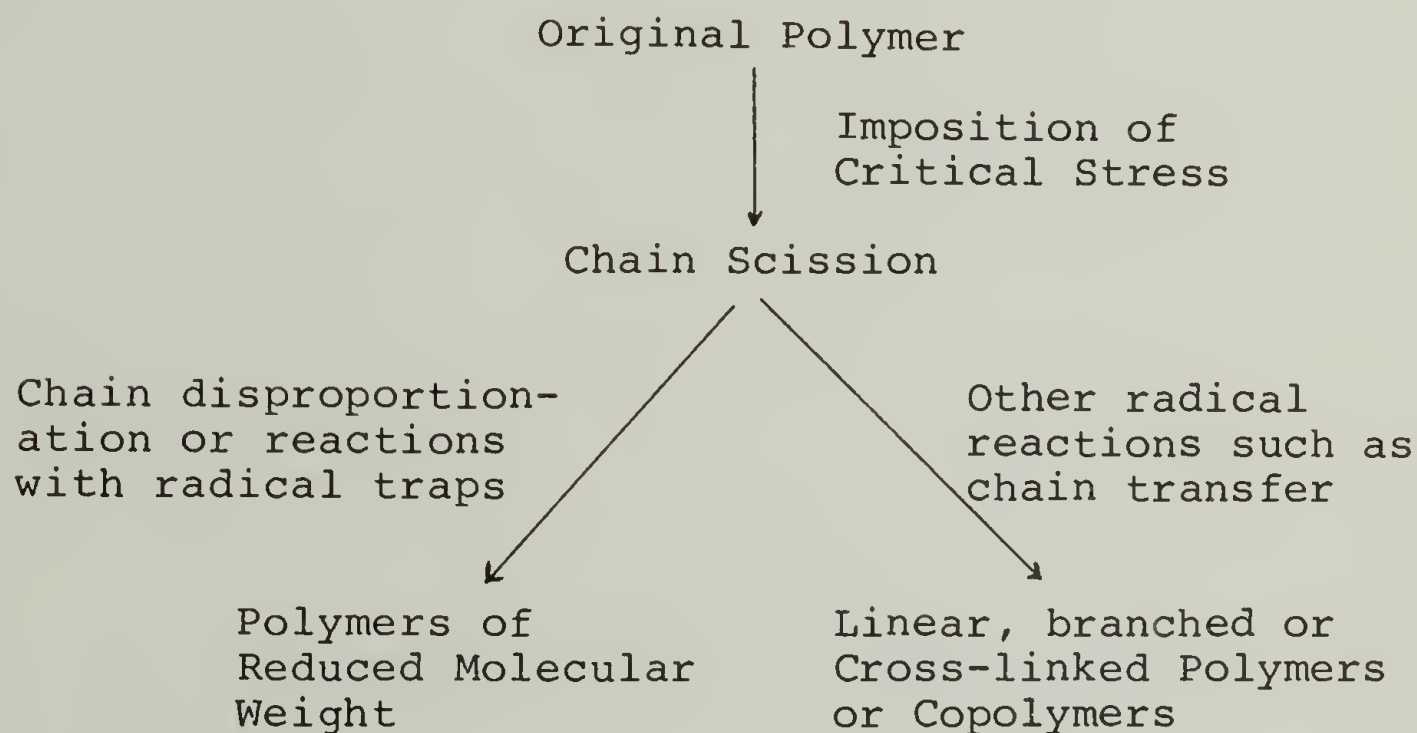 Original Polymer
Imposition of
Critical Stress
Chain Scission
Chain disproportion-
ation or reactions
with radical traps
Other radical
reactions such as
chain transfer
Polymers of
Reduced Molecular
Weight
Linear, branched or
Cross-linked Polymers
or Copolymers